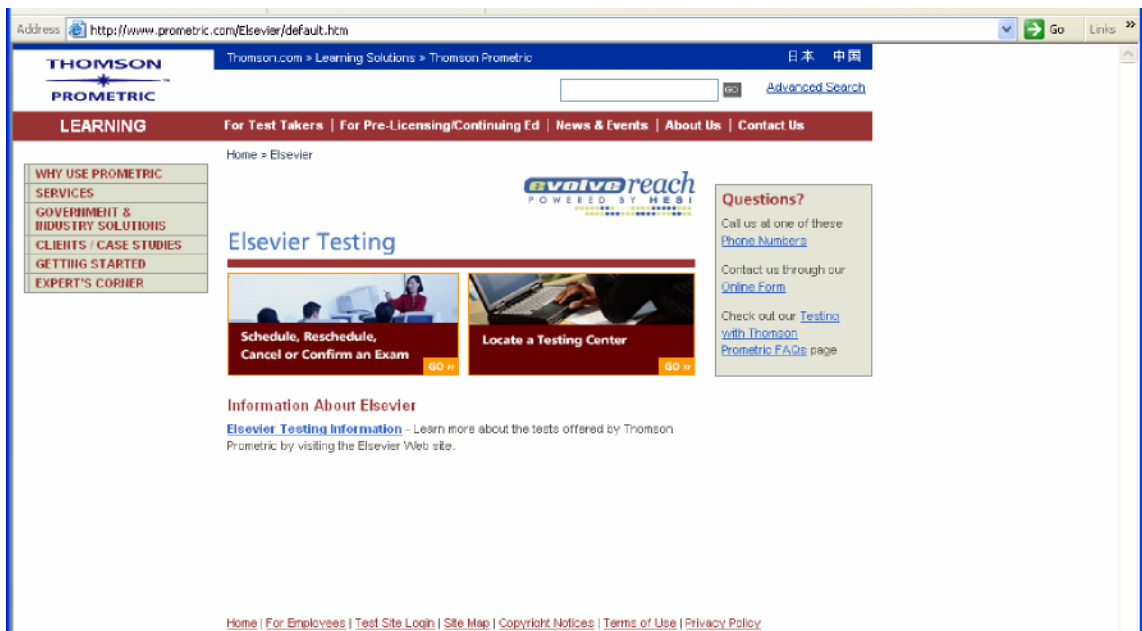 Address http://www.prometric.com/Elsevier/default.htm Go Links »
THOMSON
PROMETRIC
Thomson.com » Learning Solutions » Thomson Prometric 日本 中国
GO Advanced Search
LEARNING
For Test Takers | For Pre-Licensing/Continuing Ed | News & Events | About Us | Contact Us
Home » Elsevier
WHY USE PROMETRIC
SERVICES
GOVERNMENT &
INDUSTRY SOLUTIONS
CLIENTS / CASE STUDIES
GETTING STARTED
EXPERT'S CORNER
evolve reach
POWERED BY HESI
Elsevier Testing
Schedule, Reschedule,
Cancel or Confirm an Exam
GO »
Locate a Testing Center
GO »
Questions?
Call us at one of these
Phone Numbers
Contact us through our
Online Form
Check out our Testing
with Thomson
Prometric FAQs page
Information About Elsevier
Elsevier Testing Information - Learn more about the tests offered by Thomson
Prometric by visiting the Elsevier Web site.
Home | For Employees | Test Site Login | Site Map | Copyright Notices | Terms of Use | Privacy Policy